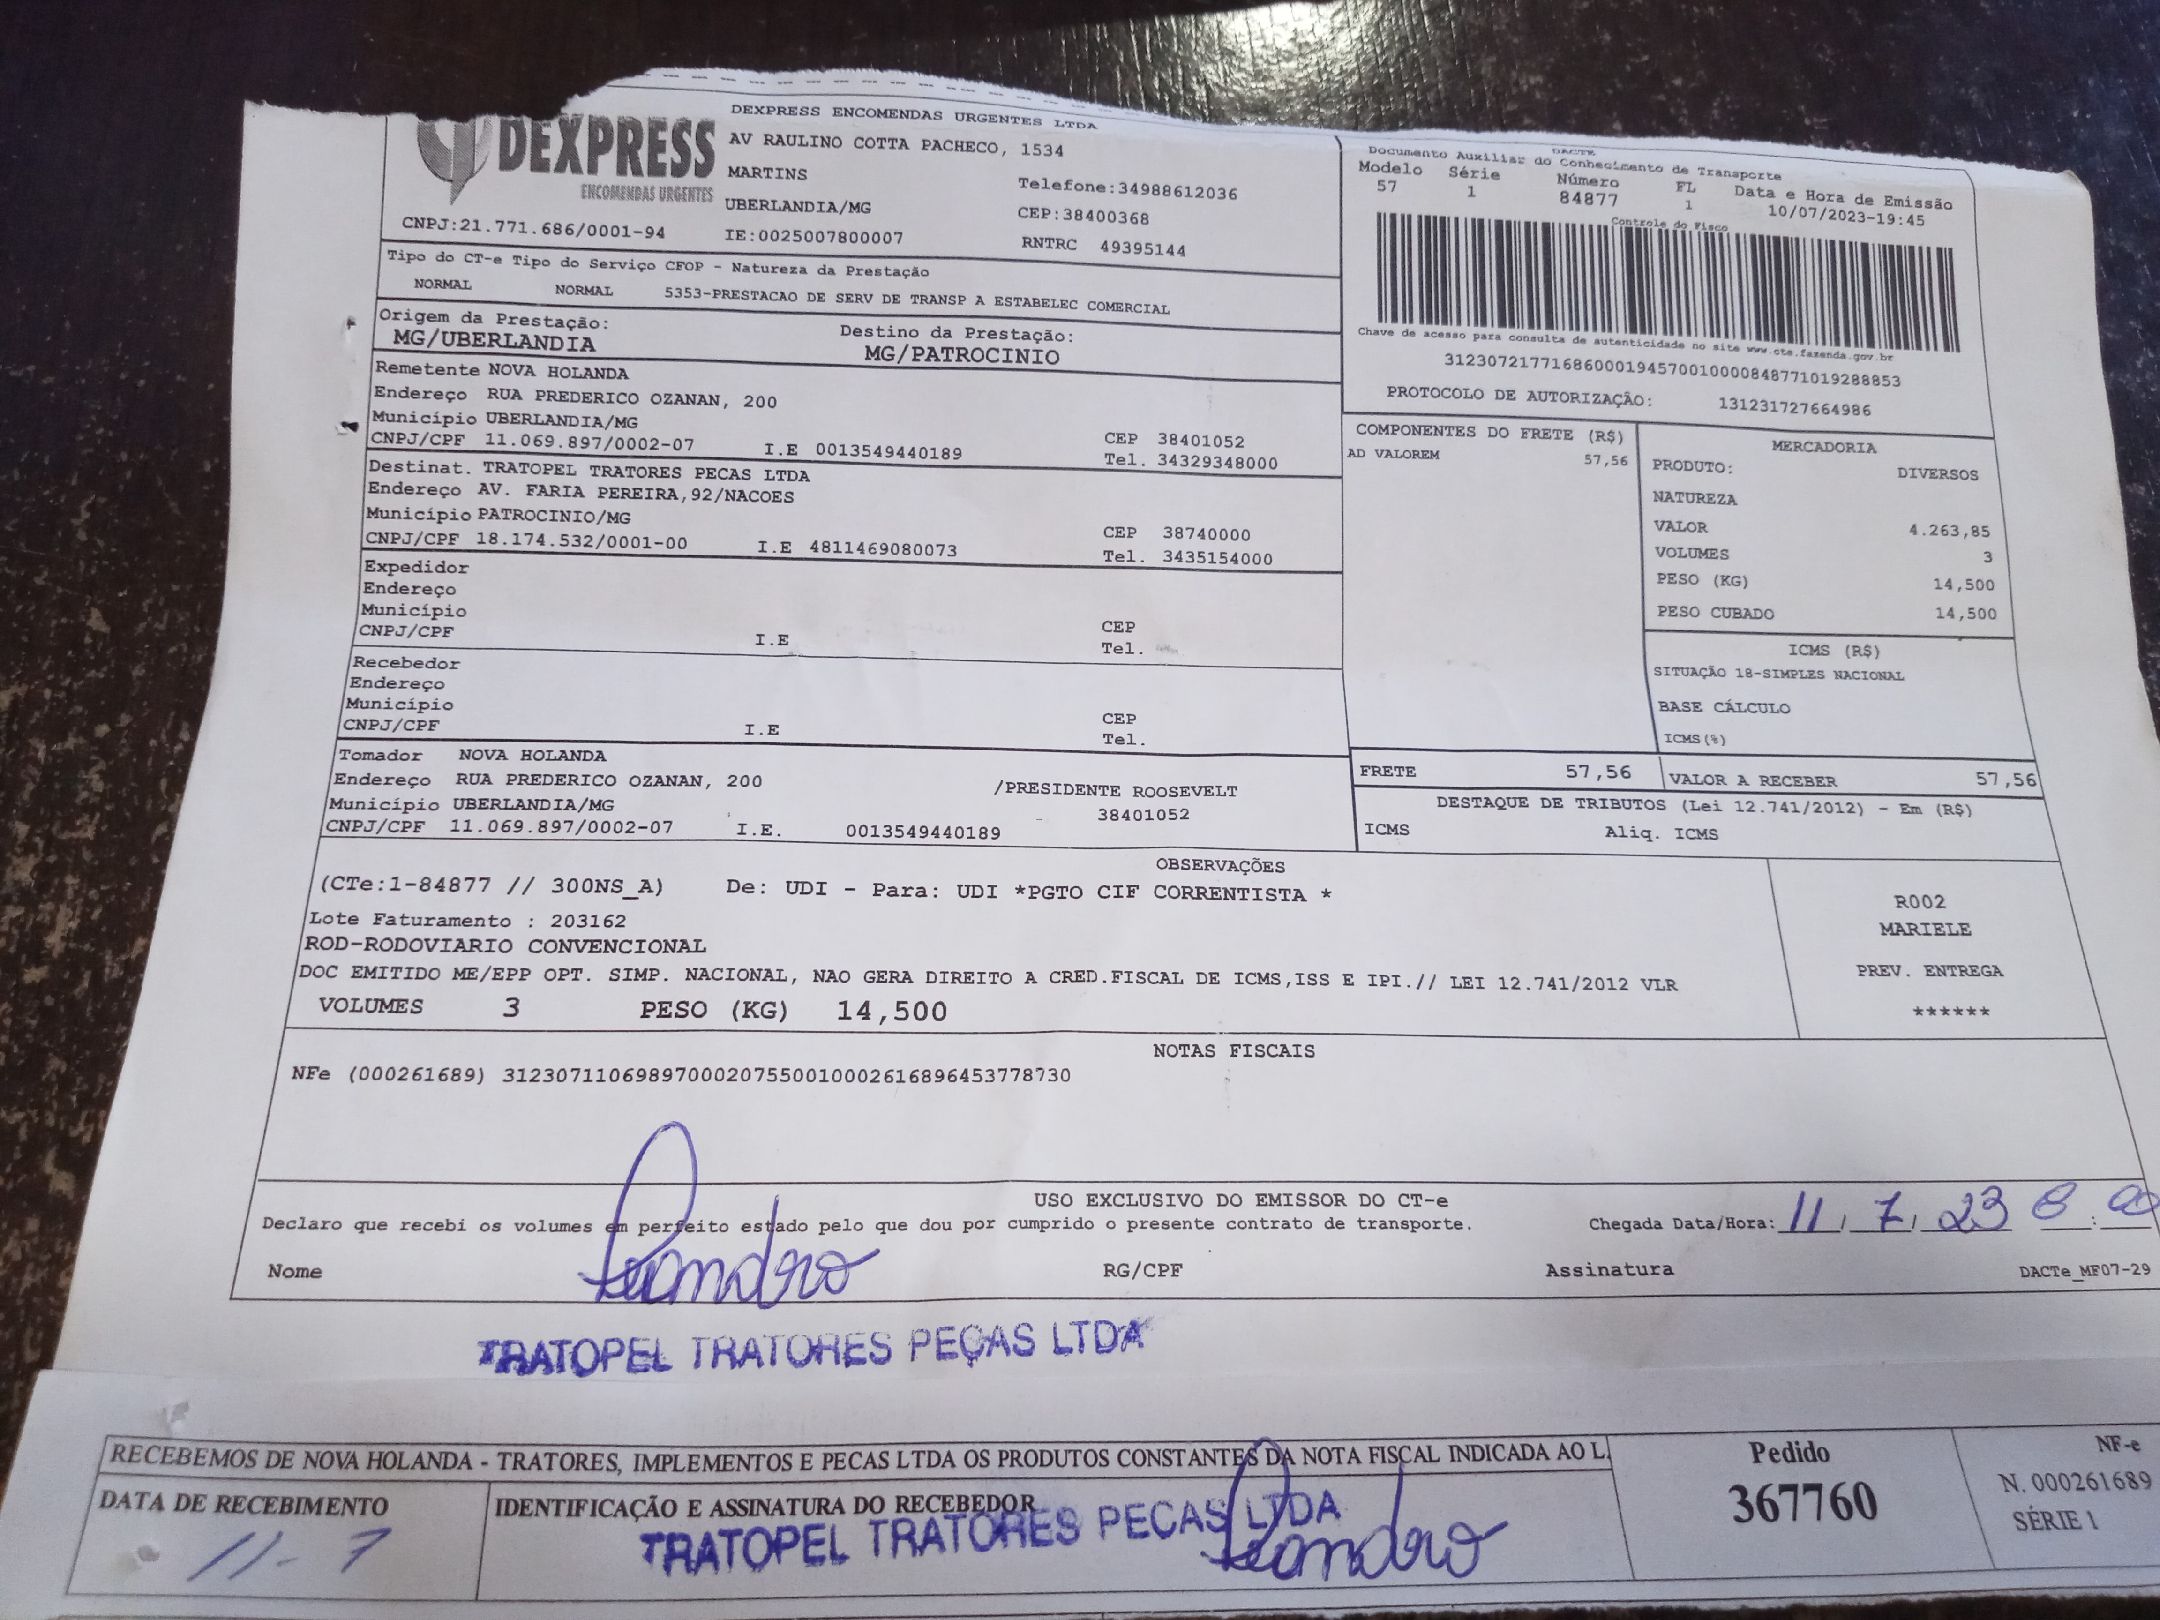 DEXPRESS
ENCOMENDAS URGENTES
CNPJ:21.771.686/0001-94
DEXPRESS ENCOMENDAS URGENTES LTDA
AV RAULINO COTTA PACHECO, 1534
MARTINS
Telefone:34988612036
UBERLANDIA/MG
CEP:38400368
IE:0025007800007
RNTRC 49395144
DACTE
Documento Auxiliar do Conhecimento de Transporte
Modelo Série Número FL Data e Hora de Emissão
57 1 84877 1 10/07/2023-19:45
Controle do Fisco
Chave de acesso para consulta de autenticidade no site www.cte.fazenda.gov.br
31230721771686000194570010000848771019288853
PROTOCOLO DE AUTORIZAÇÃO: 131231727664986
Tipo do CT-e Tipo do Serviço CFOP - Natureza da Prestação
NORMAL NORMAL 5353-PRESTACAO DE SERV DE TRANSP A ESTABELEC COMERCIAL
Origem da Prestação: Destino da Prestação:
MG/UBERLANDIA MG/PATROCINIO
Remetente NOVA HOLANDA
Endereço RUA PREDERICO OZANAN, 200
Município UBERLANDIA/MG CEP 38401052
CNPJ/CPF 11.069.897/0002-07 I.E 0013549440189 Tel. 34329348000
Destinat. TRATOPEL TRATORES PECAS LTDA
Endereço AV. FARIA PEREIRA,92/NACOES
Município PATROCINIO/MG CEP 38740000
CNPJ/CPF 18.174.532/0001-00 I.E 4811469080073 Tel. 3435154000
Expedidor
Endereço
Município CEP
CNPJ/CPF I.E Tel.
Recebedor
Endereço
Município CEP
CNPJ/CPF I.E Tel.
Tomador NOVA HOLANDA
Endereço RUA PREDERICO OZANAN, 200 /PRESIDENTE ROOSEVELT
Município UBERLANDIA/MG 38401052
CNPJ/CPF 11.069.897/0002-07 I.E. 0013549440189
COMPONENTES DO FRETE (R$)
AD VALOREM 57,56
MERCADORIA
PRODUTO: DIVERSOS
NATUREZA
VALOR 4.263,85
VOLUMES 3
PESO (KG) 14,500
PESO CUBADO 14,500
ICMS (R$)
SITUAÇÃO 18-SIMPLES NACIONAL
BASE CÁLCULO
ICMS(%)
FRETE 57,56 VALOR A RECEBER 57,56
DESTAQUE DE TRIBUTOS (Lei 12.741/2012) - Em (R$)
ICMS Aliq. ICMS
OBSERVAÇÕES
(CTe:1-84877 // 300NS_A) De: UDI - Para: UDI *PGTO CIF CORRENTISTA *
Lote Faturamento : 203162
ROD-RODOVIARIO CONVENCIONAL
DOC EMITIDO ME/EPP OPT. SIMP. NACIONAL, NAO GERA DIREITO A CRED.FISCAL DE ICMS,ISS E IPI.// LEI 12.741/2012 VLR
VOLUMES 3 PESO (KG) 14,500
R002
MARIELE
PREV. ENTREGA
******
NOTAS FISCAIS
NFe (000261689) 31230711069897000207550010002616896453778730
USO EXCLUSIVO DO EMISSOR DO CT-e
Declaro que recebi os volumes em perfeito estado pelo que dou por cumprido o presente contrato de transporte. Chegada Data/Hora: 11/7/23 8:00
Nome Leandro RG/CPF Assinatura DACTe_MF07-29
TRATOPEL TRATORES PEÇAS LTDA
RECEBEMOS DE NOVA HOLANDA - TRATORES, IMPLEMENTOS E PECAS LTDA OS PRODUTOS CONSTANTES DA NOTA FISCAL INDICADA AO L.
DATA DE RECEBIMENTO IDENTIFICAÇÃO E ASSINATURA DO RECEBEDOR
11-7 TRATOPEL TRATORES PEÇAS LTDA Leandro
Pedido
367760
NF-e
N. 000261689
SÉRIE 1